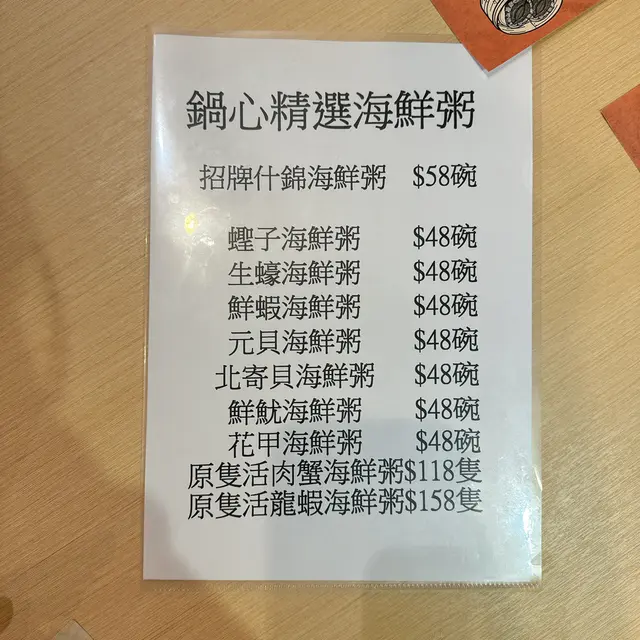 鍋心精選海鮮粥
招牌什錦海鮮粥 $58碗
蟶子海鮮粥 $48碗
生蠔海鮮粥 $48碗
鮮蝦海鮮粥 $48碗
元貝海鮮粥 $48碗
北寄貝海鮮粥 $48碗
鮮魷海鮮粥 $48碗
花甲海鮮粥 $48碗
原隻活肉蟹海鮮粥$118隻
原隻活龍蝦海鮮粥$158隻